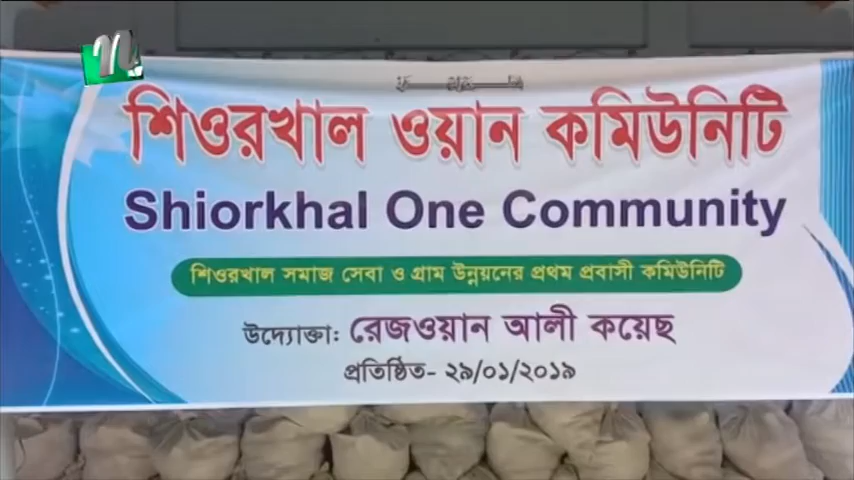 শিওরখাল ওয়ান কমিউনিটি
Shiorkhal One Community
শিওরখাল সমাজ সেবা ও গ্রাম উন্নয়নের প্রথম প্রবাসী কমিউনিটি
উদ্যোক্তা: রেজওয়ান আলী কয়েছ
প্রতিষ্ঠিত- ২৯/০১/২০১৯